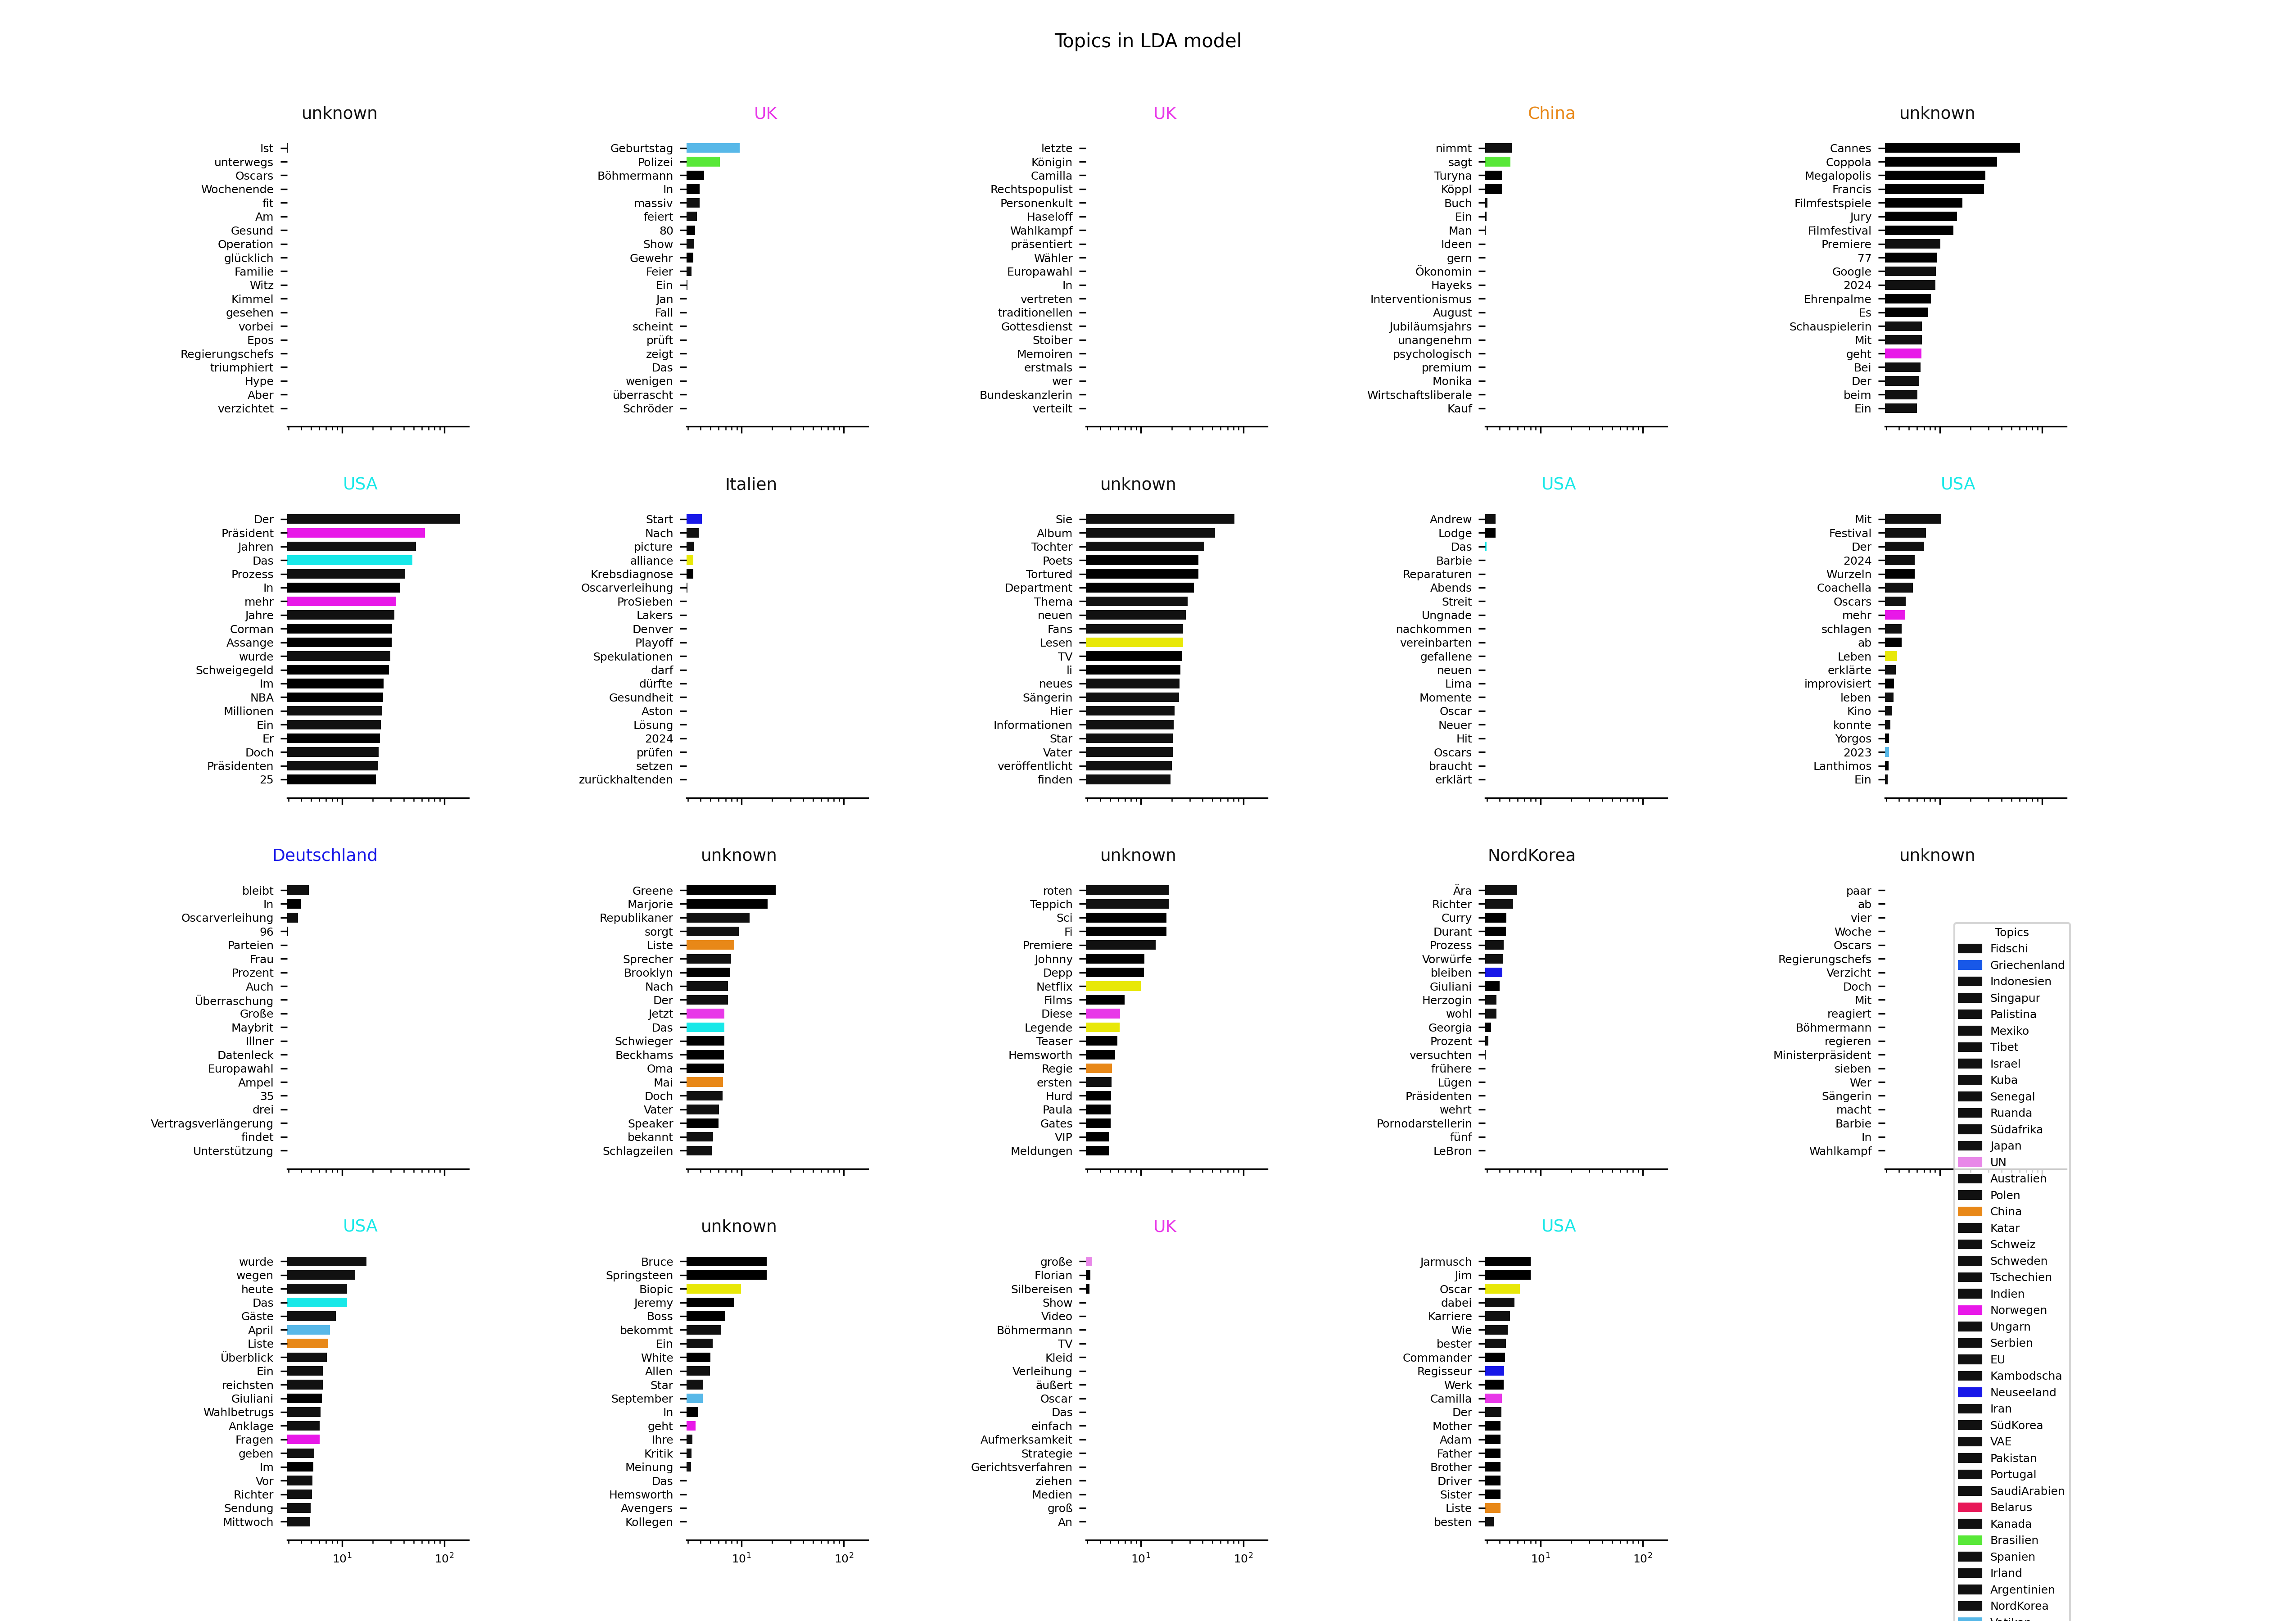 Topics in LDA model
unknown
Ist
unterwegs
Oscars
Wochenende
fit
Am
Gesund
Operation
glücklich
Familie
Witz
Kimmel
gesehen
vorbei
Epos
Regierungschefs
triumphiert
Hype
Aber
verzichtet
UK
Geburtstag
Polizei
Böhmermann
In
massiv
feiert
80
Show
Gewehr
Feier
Ein
Jan
Fall
scheint
prüft
zeigt
Das
wenigen
überrascht
Schröder
UK
letzte
Königin
Camilla
Rechtspopulist
Personenkult
Haseloff
Wahlkampf
präsentiert
Wähler
Europawahl
In
vertreten
traditionellen
Gottesdienst
Stoiber
Memoiren
erstmals
wer
Bundeskanzlerin
verteilt
China
nimmt
sagt
Turyna
Köppl
Buch
Ein
Man
Ideen
gern
Ökonomin
Hayeks
Interventionismus
August
Jubiläumsjahrs
unangenehm
psychologisch
premium
Monika
Wirtschaftsliberale
Kauf
unknown
Cannes
Coppola
Megalopolis
Francis
Filmfestspiele
Jury
Filmfestival
Premiere
77
Google
2024
Ehrenpalme
Es
Schauspielerin
Mit
geht
Bei
Der
beim
Ein
USA
Der
Präsident
Jahren
Das
Prozess
In
mehr
Jahre
Corman
Assange
wurde
Schweigegeld
Im
NBA
Millionen
Ein
Er
Doch
Präsidenten
25
Italien
Start
Nach
picture
alliance
Krebsdiagnose
Oscarverleihung
ProSieben
Lakers
Denver
Playoff
Spekulationen
darf
dürfte
Gesundheit
Aston
Lösung
2024
prüfen
setzen
zurückhaltenden
unknown
Sie
Album
Tochter
Poets
Tortured
Department
Thema
neuen
Fans
Lesen
TV
li
neues
Sängerin
Hier
Informationen
Star
Vater
veröffentlicht
finden
USA
Andrew
Lodge
Das
Barbie
Reparaturen
Abends
Streit
Ungnade
nachkommen
vereinbarten
gefallene
neuen
Lima
Momente
Oscar
Neuer
Hit
Oscars
braucht
erklärt
USA
Mit
Festival
Der
2024
Wurzeln
Coachella
Oscars
mehr
schlagen
ab
Leben
erklärte
improvisiert
leben
Kino
konnte
Yorgos
2023
Lanthimos
Ein
Deutschland
bleibt
In
Oscarverleihung
96
Parteien
Frau
Prozent
Auch
Überraschung
Große
Maybrit
Illner
Datenleck
Europawahl
Ampel
35
drei
Vertragsverlängerung
findet
Unterstützung
unknown
Greene
Marjorie
Republikaner
sorgt
Liste
Sprecher
Brooklyn
Nach
Der
Jetzt
Das
Schwieger
Beckhams
Oma
Mai
Doch
Vater
Speaker
bekannt
Schlagzeilen
unknown
roten
Teppich
Sci
Fi
Premiere
Johnny
Depp
Netflix
Films
Diese
Legende
Teaser
Hemsworth
Regie
ersten
Hurd
Paula
Gates
VIP
Meldungen
NordKorea
Ära
Richter
Curry
Durant
Prozess
Vorwürfe
bleiben
Giuliani
Herzogin
wohl
Georgia
Prozent
versuchten
frühere
Lügen
Präsidenten
wehrt
Pornodarstellerin
fünf
LeBron
unknown
paar
ab
vier
Woche
Oscars
Regierungschefs
Verzicht
Doch
Mit
reagiert
Böhmermann
regieren
Ministerpräsident
sieben
Wer
Sängerin
macht
Barbie
In
Wahlkampf
USA
wurde
wegen
heute
Das
Gäste
April
Liste
Überblick
Ein
reichsten
Giuliani
Wahlbetrugs
Anklage
Fragen
geben
Im
Vor
Richter
Sendung
Mittwoch
10¹ 10²
unknown
Bruce
Springsteen
Biopic
Jeremy
Boss
bekommt
Ein
White
Allen
Star
September
In
geht
Ihre
Kritik
Meinung
Das
Hemsworth
Avengers
Kollegen
10¹ 10²
UK
große
Florian
Silbereisen
Show
Video
Böhmermann
TV
Kleid
Verleihung
äußert
Oscar
Das
einfach
Aufmerksamkeit
Strategie
Gerichtsverfahren
ziehen
Medien
groß
An
10¹ 10²
USA
Jarmusch
Jim
Oscar
dabei
Karriere
Wie
bester
Commander
Regisseur
Werk
Camilla
Der
Mother
Adam
Father
Brother
Driver
Sister
Liste
besten
10¹ 10²
Topics
Fidschi
Griechenland
Indonesien
Singapur
Palistina
Mexiko
Tibet
Israel
Kuba
Senegal
Ruanda
Südafrika
Japan
UN
Australien
Polen
China
Katar
Schweiz
Schweden
Tschechien
Indien
Norwegen
Ungarn
Serbien
EU
Kambodscha
Neuseeland
Iran
SüdKorea
VAE
Pakistan
Portugal
SaudiArabien
Belarus
Kanada
Brasilien
Spanien
Irland
Argentinien
NordKorea